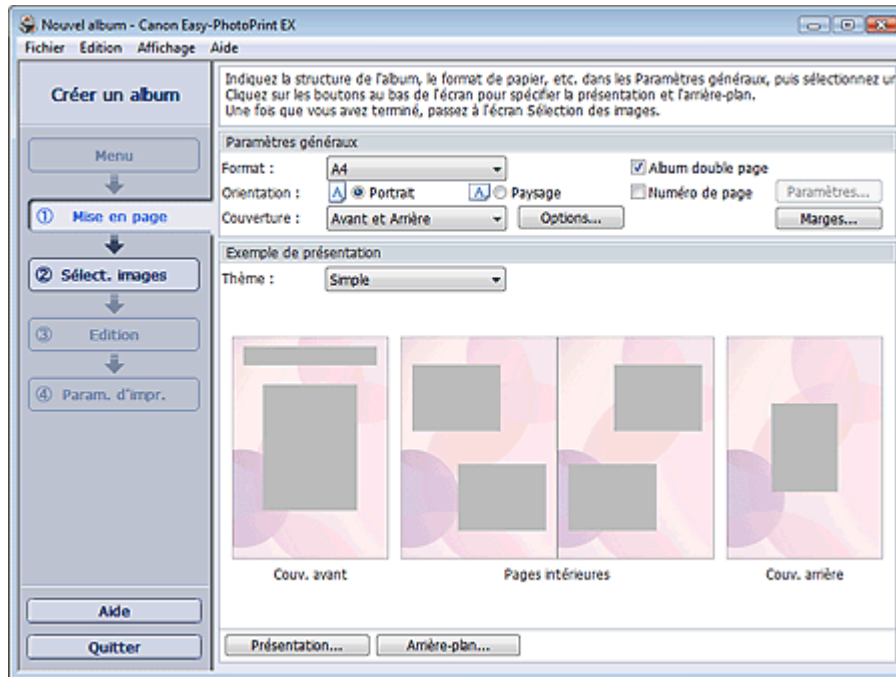 Nouvel album - Canon Easy-PhotoPrint EX
Fichier Edition Affichage Aide
Créer un album
Menu
① Mise en page
② Sélect. images
③ Edition
④ Param. d'impr.
Aide
Quitter
Indiquez la structure de l'album, le format de papier, etc. dans les Paramètres généraux, puis sélectionnez un
Cliquez sur les boutons au bas de l'écran pour spécifier la présentation et l'arrière-plan.
Une fois que vous avez terminé, passez à l'écran Sélection des images.
Paramètres généraux
Format : A4 Album double page
Orientation : A Portrait A Paysage Numéro de page Paramètres...
Couverture : Avant et Arrière Options... Marges...
Exemple de présentation
Thème : Simple
Couv. avant Pages intérieures Couv. arrière
Présentation... Arrière-plan...